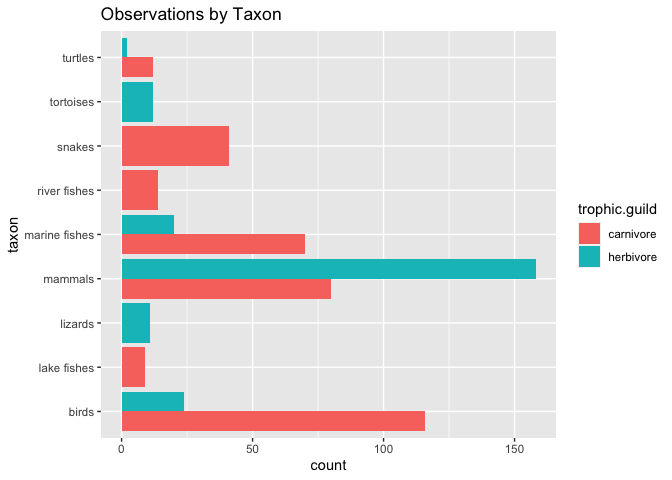 Observations by Taxon
turtles
tortoises
snakes
river fishes
marine fishes
mammals
lizards
lake fishes
birds
taxon
0 50 100 150
count
trophic.guild
carnivore
herbivore